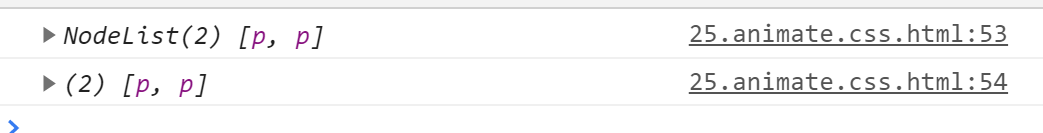 NodeList(2) [p, p] 25.animate.css.html:53
(2) [p, p] 25.animate.css.html:54